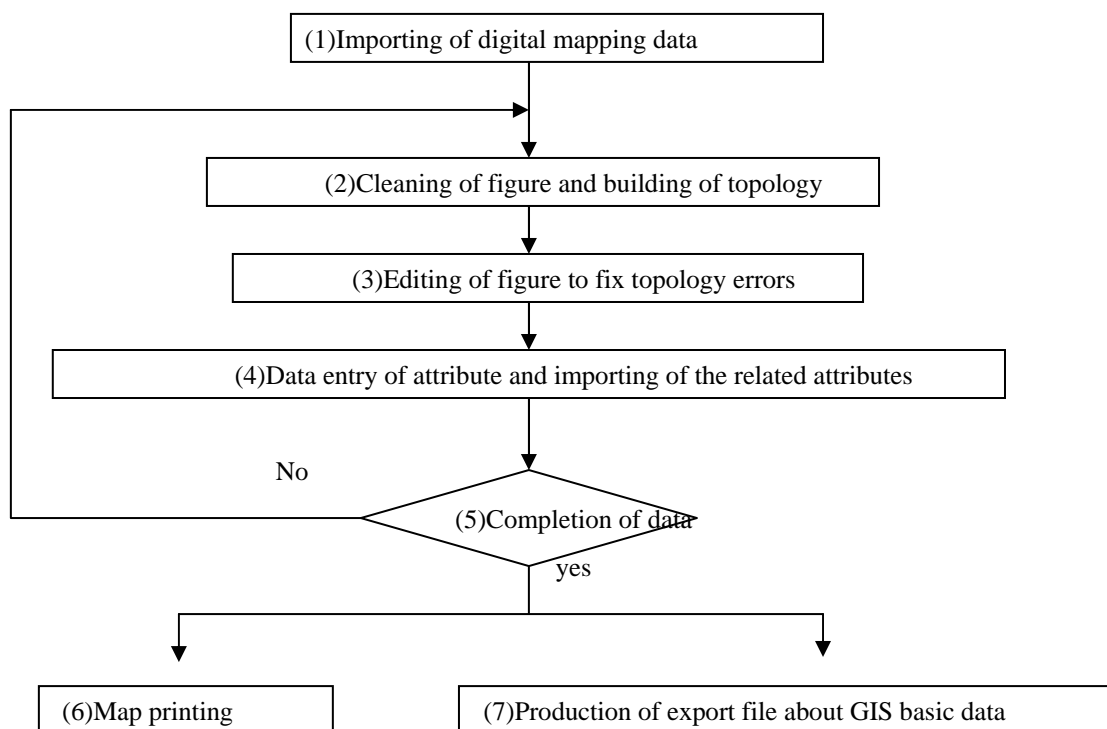 (1)Importing of digital mapping data
(2)Cleaning of figure and building of topology
(3)Editing of figure to fix topology errors
(4)Data entry of attribute and importing of the related attributes
No
(5)Completion of data
yes
(6)Map printing
(7)Production of export file about GIS basic data